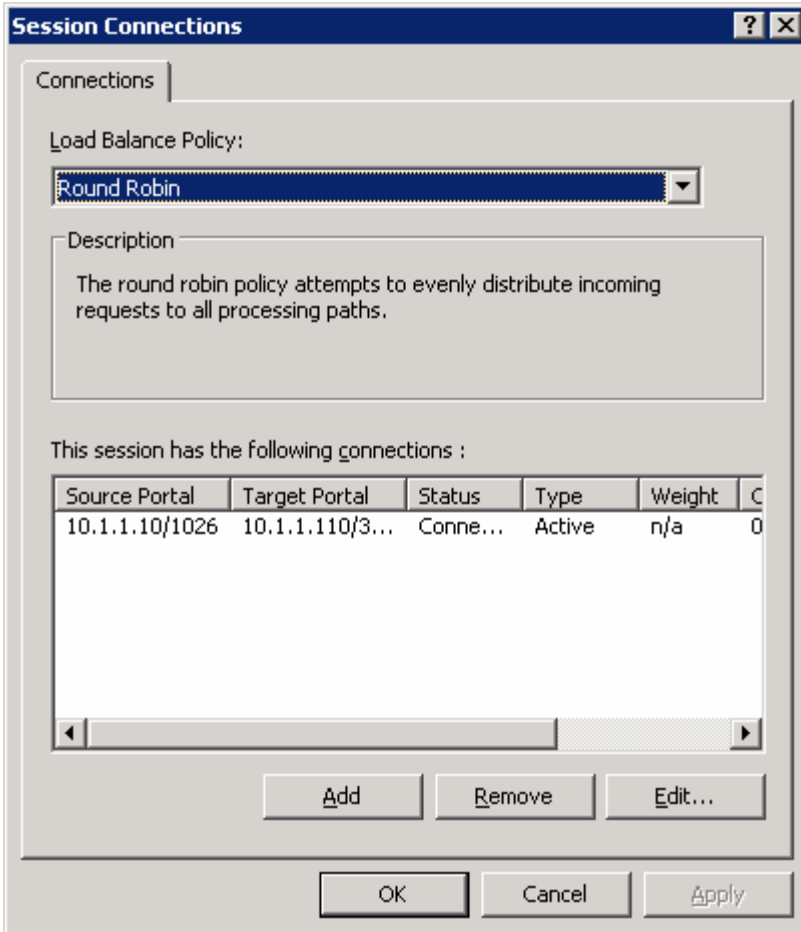 Session Connections
Connections
Load Balance Policy:
Round Robin
Description
The round robin policy attempts to evenly distribute incoming
requests to all processing paths.
This session has the following connections :
Source Portal Target Portal Status Type Weight C
10.1.1.10/1026 10.1.1.110/3... Conne... Active n/a 0
Add Remove Edit...
OK Cancel Apply